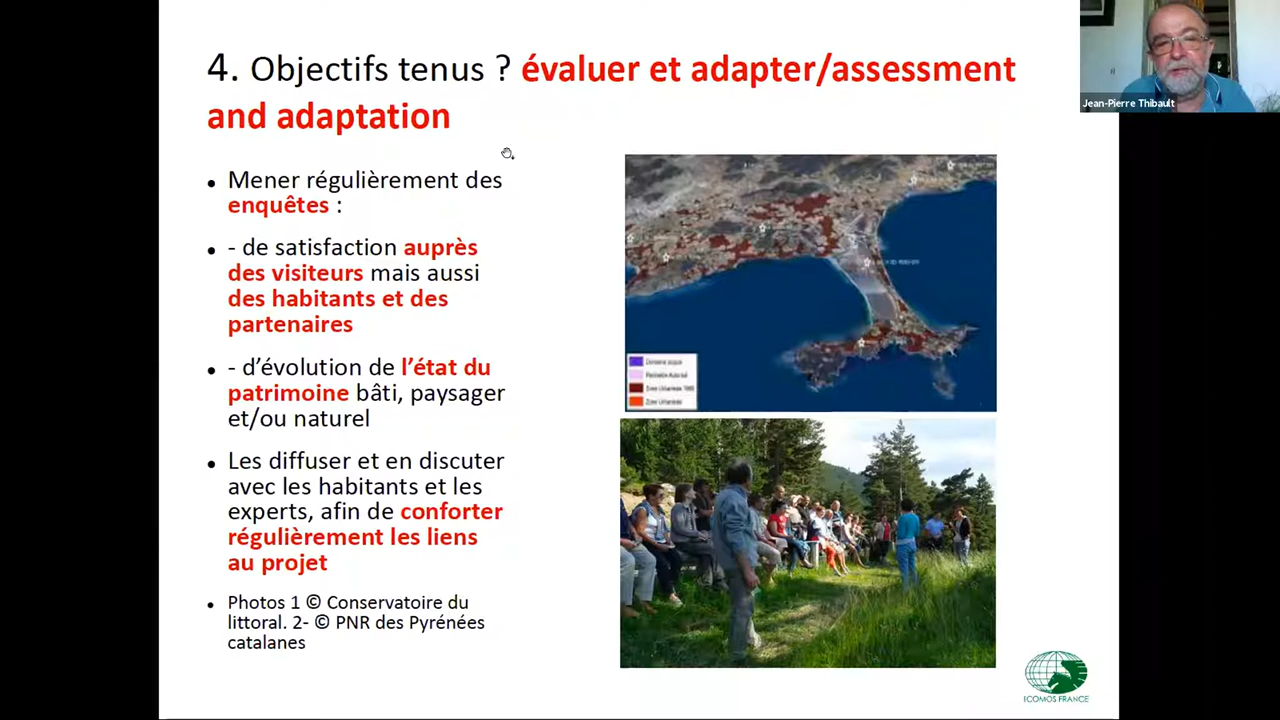 4. Objectifs tenus ? évaluer et adapter/assessment
and adaptation
Jean-Pierre Thibault
• Mener régulièrement des
enquêtes :
• - de satisfaction auprès
des visiteurs mais aussi
des habitants et des
partenaires
• - d’évolution de l’état du
patrimoine bâti, paysager
et/ou naturel
• Les diffuser et en discuter
avec les habitants et les
experts, afin de conforter
régulièrement les liens
au projet
• Photos 1 © Conservatoire du
littoral. 2- © PNR des Pyrénées
catalanes
ICOMOS FRANCE